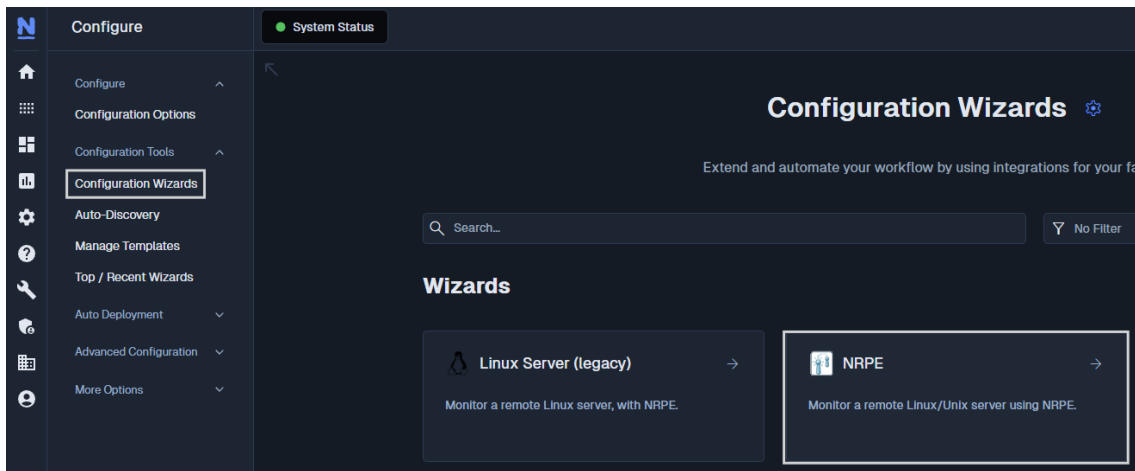 N
Configure
System Status
Configure
Configuration Options
Configuration Tools
Configuration Wizards
Auto-Discovery
Manage Templates
Top / Recent Wizards
Auto Deployment
Advanced Configuration
More Options
Configuration Wizards
Extend and automate your workflow by using integrations for your fa
Search...
No Filter
Wizards
Linux Server (legacy)
Monitor a remote Linux server, with NRPE.
NRPE
Monitor a remote Linux/Unix server using NRPE.